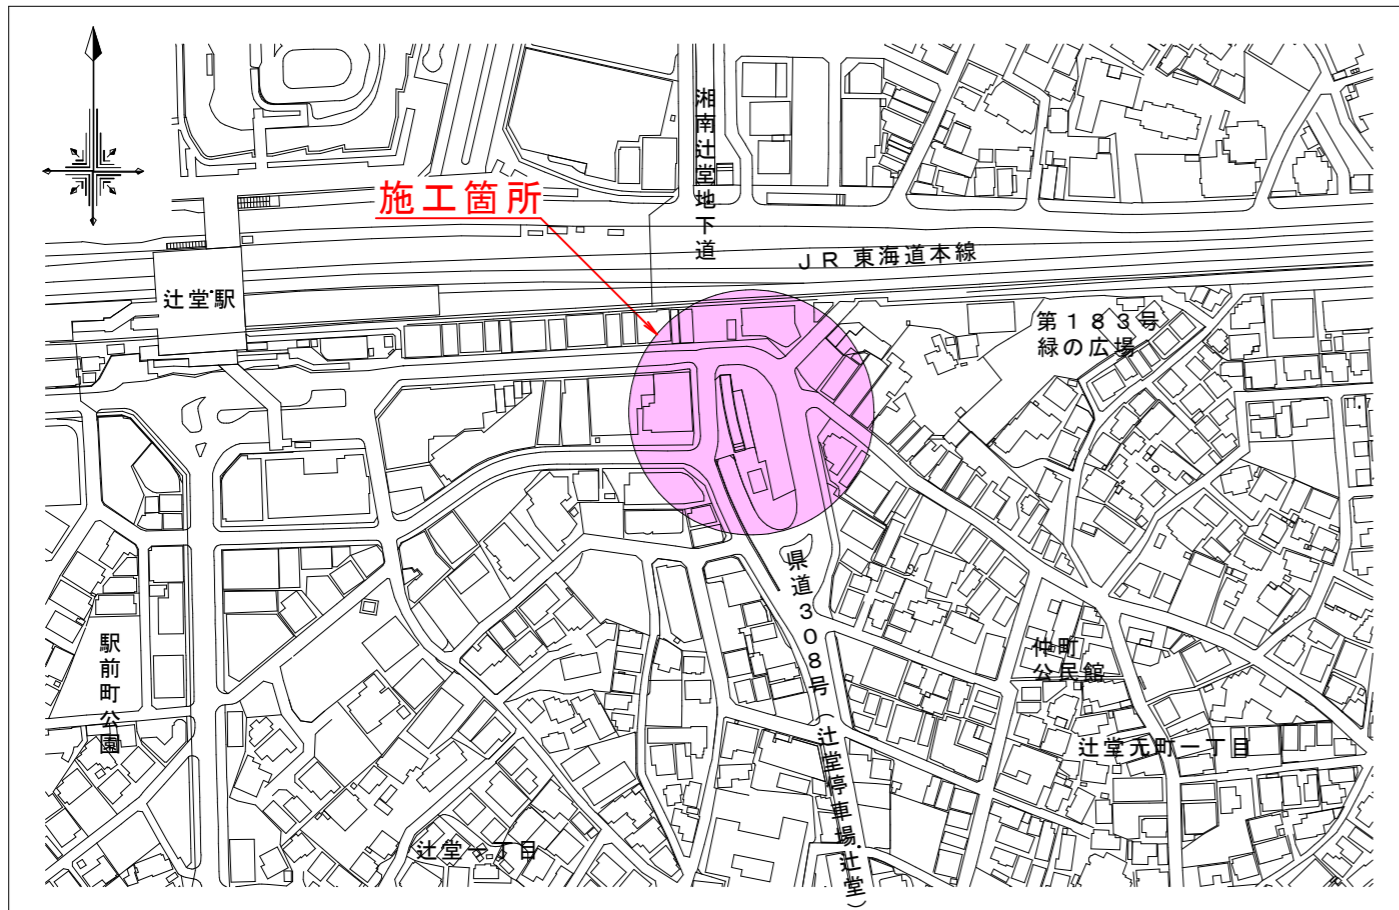 湘南辻堂地下道
施工箇所
JR 東海道本線
辻堂駅
第183号
緑の広場
県道308号（辻堂停車場・辻堂）
駅前町公園
仲町
公民館
辻堂元町一丁目
辻堂一丁目